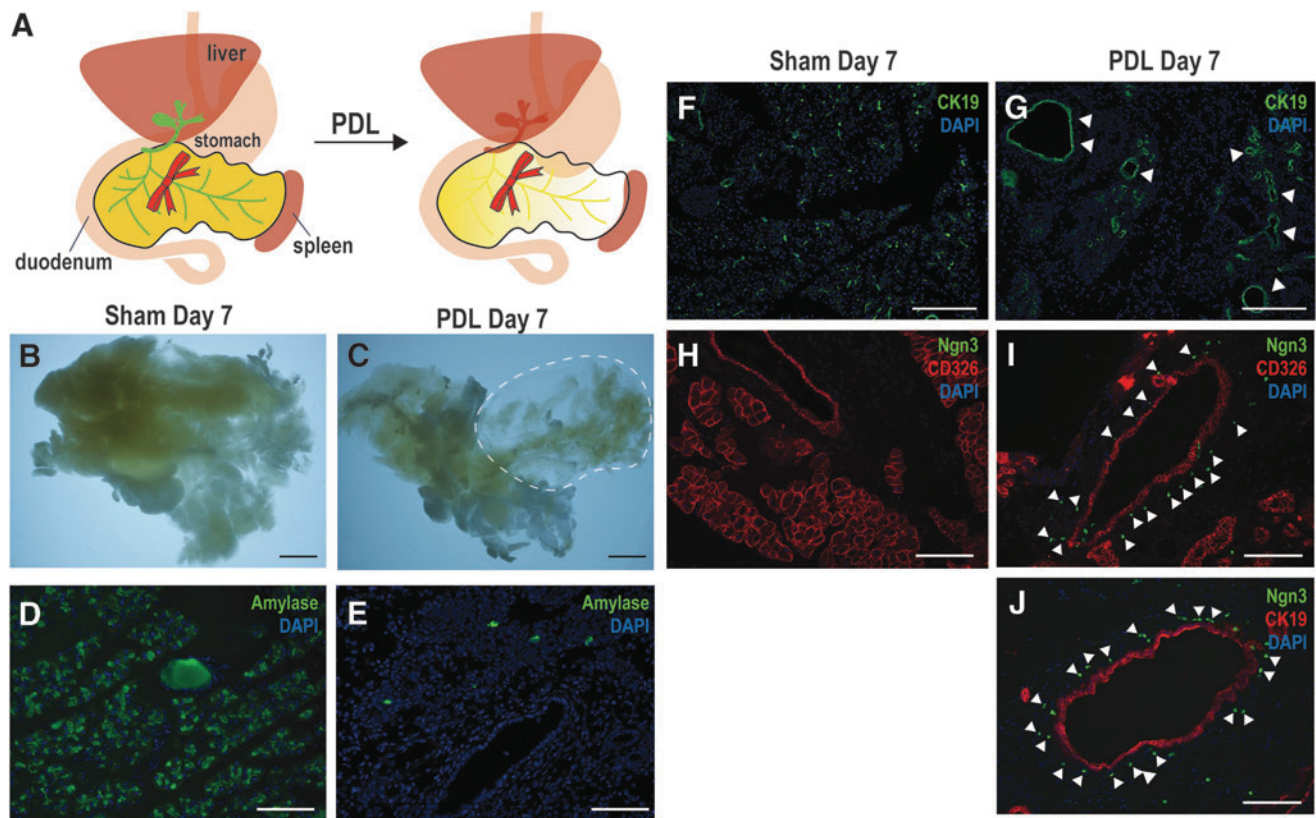 A
liver
stomach
duodenum
spleen
PDL
Sham Day 7
PDL Day 7
B
C
D
Amylase
DAPI
E
Amylase
DAPI
Sham Day 7
PDL Day 7
F
CK19
DAPI
G
CK19
DAPI
H
Ngn3
CD326
DAPI
I
Ngn3
CD326
DAPI
J
Ngn3
CK19
DAPI